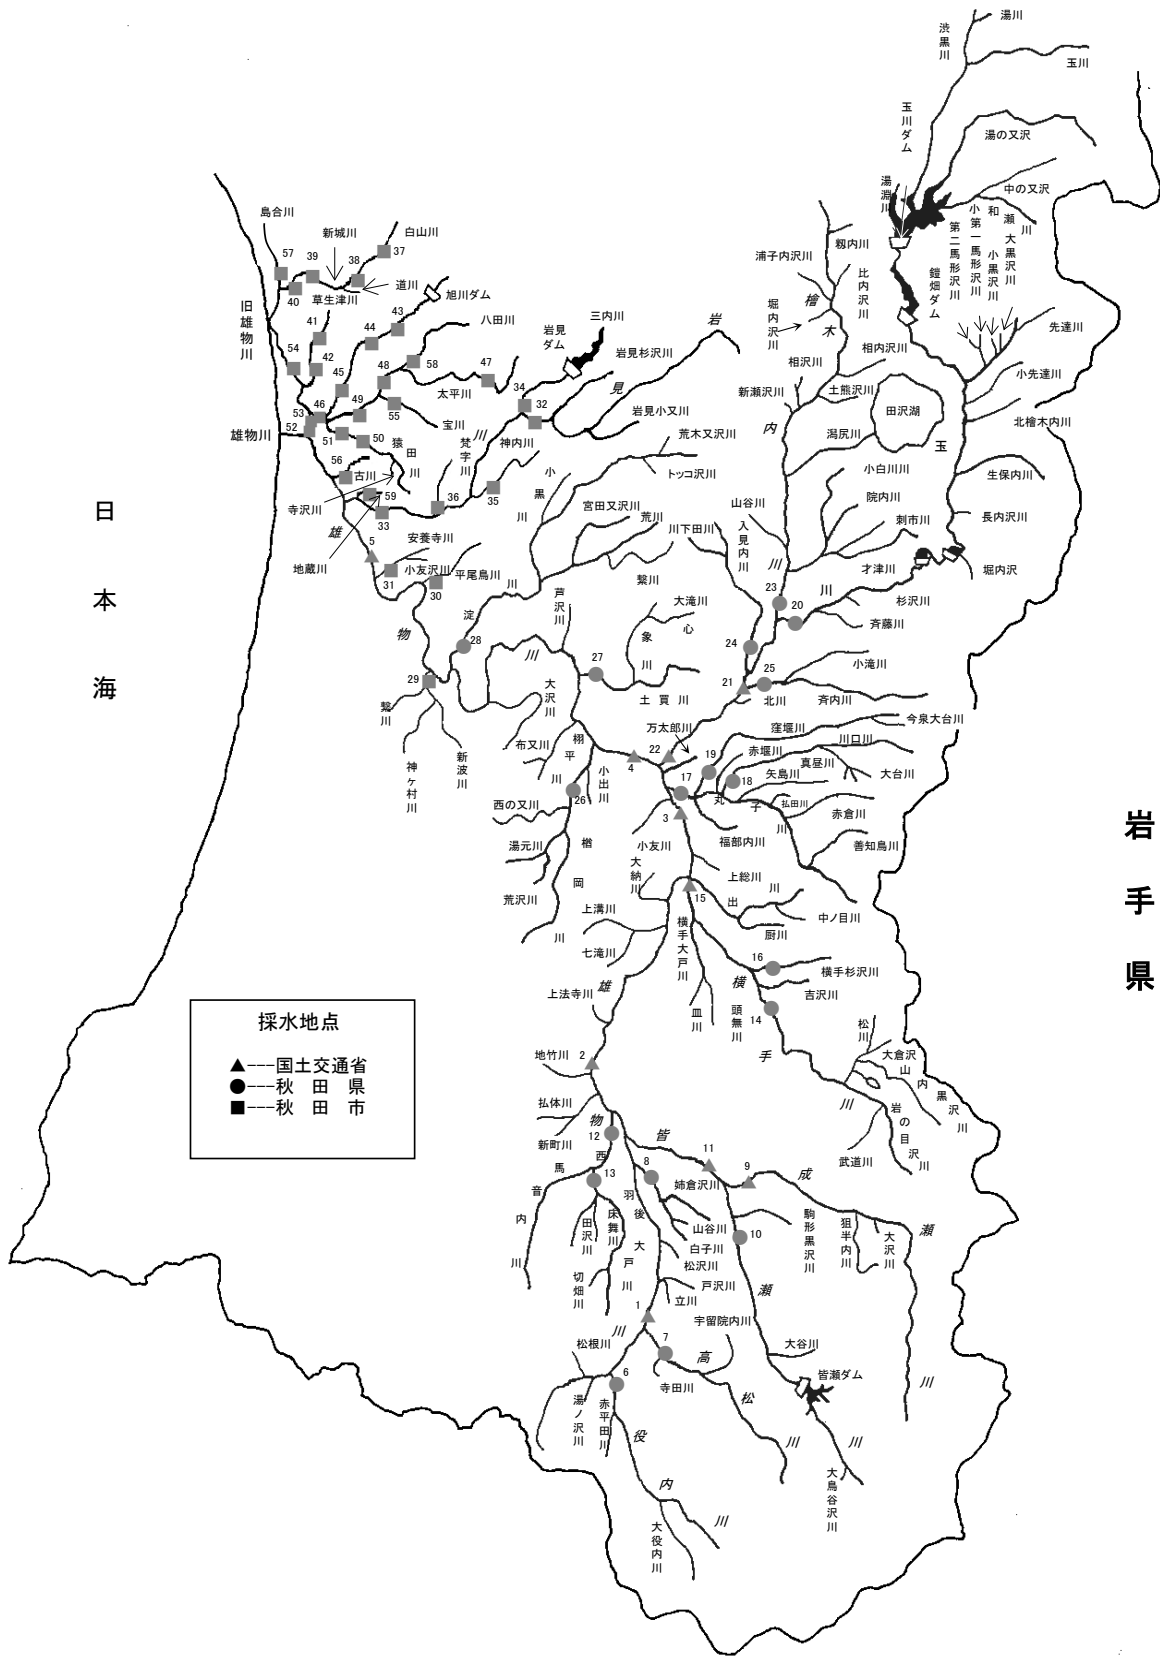 湯川
渋黒川
玉川
玉川ダム
湯の又沢
湯淵川
中の又沢
和瀬川
大黒沢川
小黒沢川
小第一馬形沢川
第二馬形沢川
鎧畑ダム
先達川
小先達川
北檜木内川
生保内川
長内沢川
堀内沢
玉川
田沢湖
潟尻川
籾内川
浦子内沢川
比内沢川
堀内沢川
檜木内川
相沢川
相内沢川
新瀬沢川
土熊沢川
小白川川
院内川
刺市川
才津川
杉沢川
斉藤川
山谷川
入見内川
川下田川
23
20
24
25
21
小滝川
斉内川
北川
島合川
57
39
新城川
38
37
白山川
40
草生津川
道川
旭川ダム
旧雄物川
41
44
43
八田川
54
42
45
48
58
太平川
47
46
49
55
宝川
53
52
雄物川
51
50
猿田川
56
古川
寺沢川
59
地蔵川
33
36
35
34
32
岩見ダム
三内川
岩見杉沢川
岩見川
岩見小又川
梵字川
神内川
小黒川
荒木又沢川
トッコ沢川
宮田又沢川
荒川
繋川
5
安養寺川
31
小友沢川
30
平尾鳥川
淀川
28
29
繋川
神ヶ村川
新波川
芦沢川
27
大滝川
心象川
土買川
大沢川
布又川
栩平川
小出川
26
西の又川
湯元川
荒沢川
楢岡川
4
22
万太郎川
19
17
18
3
窪堰川
今泉大台川
赤堰川
川口川
真昼川
大台川
矢島川
払田川
赤倉川
善知鳥川
丸子川
福部内川
小友川
大納川
上総川
15
出川
中ノ目川
厨川
上溝川
七滝川
横手大戸川
皿川
16
横手杉沢川
吉沢川
14
頭無川
横手川
松川
大倉沢
山内黒沢川
岩の目沢川
武道川
上法寺川
地竹川
2
払体川
新町川
雄物川
12
13
西馬音内川
田沢川
床舞川
切畑川
羽後大戸川
8
皆瀬川
11
9
姉倉沢川
山谷川
白子川
松沢川
戸沢川
立川
10
成瀬川
駒形黒沢川
狙半内川
大沢川
1
7
宇留院内川
寺田川
高松川
大谷川
皆瀬ダム
大鳥谷沢川
松根川
湯ノ沢川
6
赤平田川
役内川
大役内川
日本海
岩手県
採水地点
▲---国土交通省
●---秋 田 県
■---秋 田 市